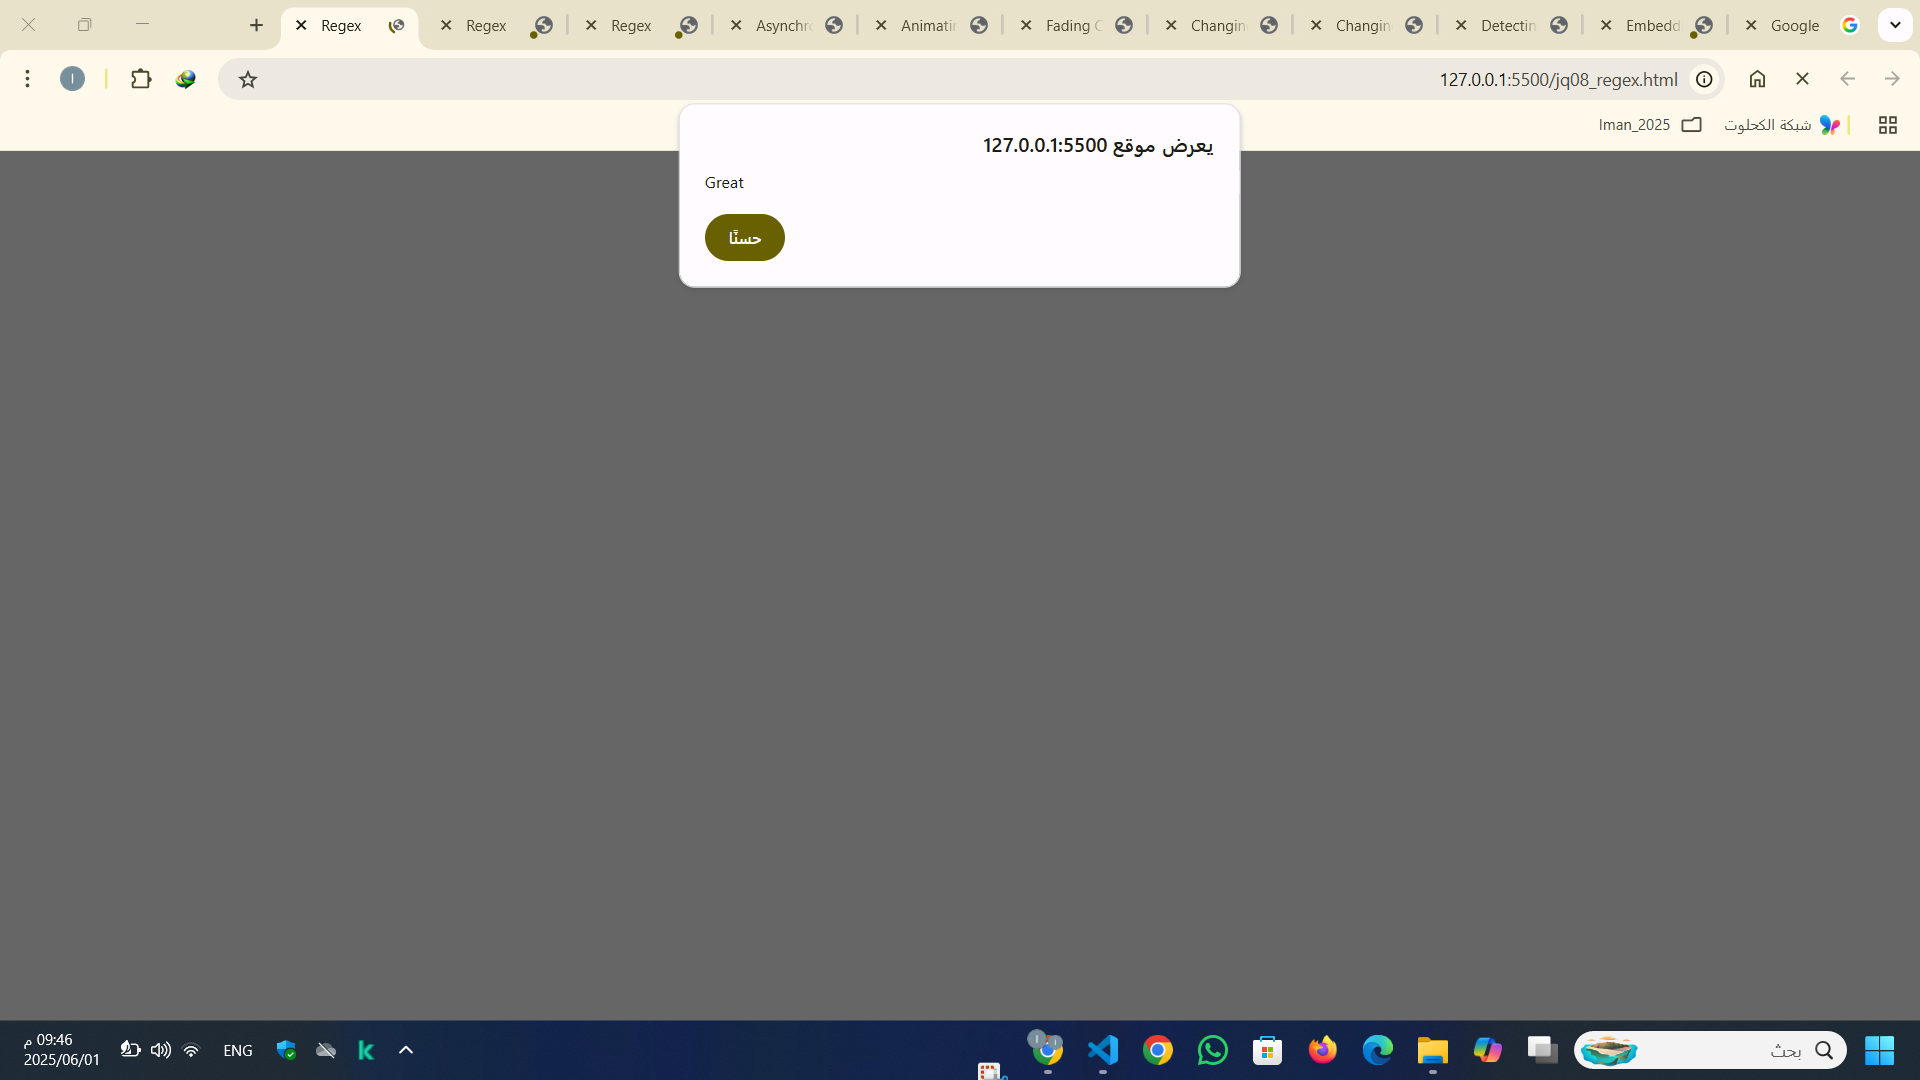 Regex
Regex
Regex
Asynchr
Animatin
Fading
Changin
Changin
Detectin
Embedd
Google
127.0.0.1:5500/jq08_regex.html
Iman_2025
شبكة الكحلوت
يعرض موقع 127.0.0.1:5500
Great
حسنًا
09:46 م
2025/06/01
ENG
بحث